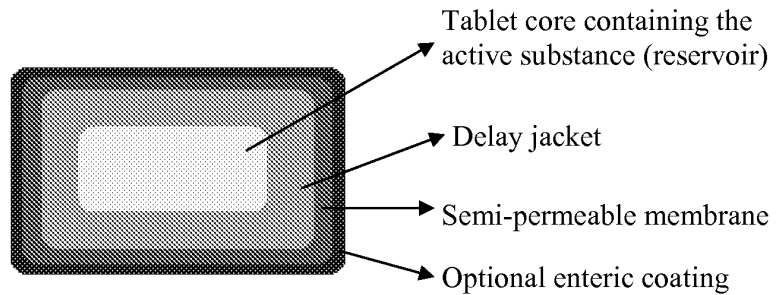 Tablet core containing the
active substance (reservoir)
Delay jacket
Semi-permeable membrane
Optional enteric coating